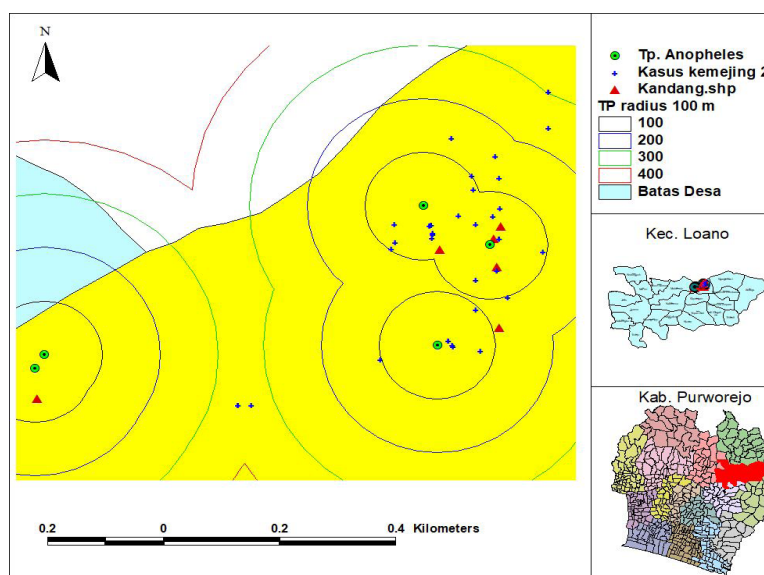 N
Tp. Anopheles
Kasus kemejing 2
Kandang.shp
TP radius 100 m
100
200
300
400
Batas Desa
Kec. Loano
Kab. Purworejo
0.2 0 0.2 0.4 Kilometers